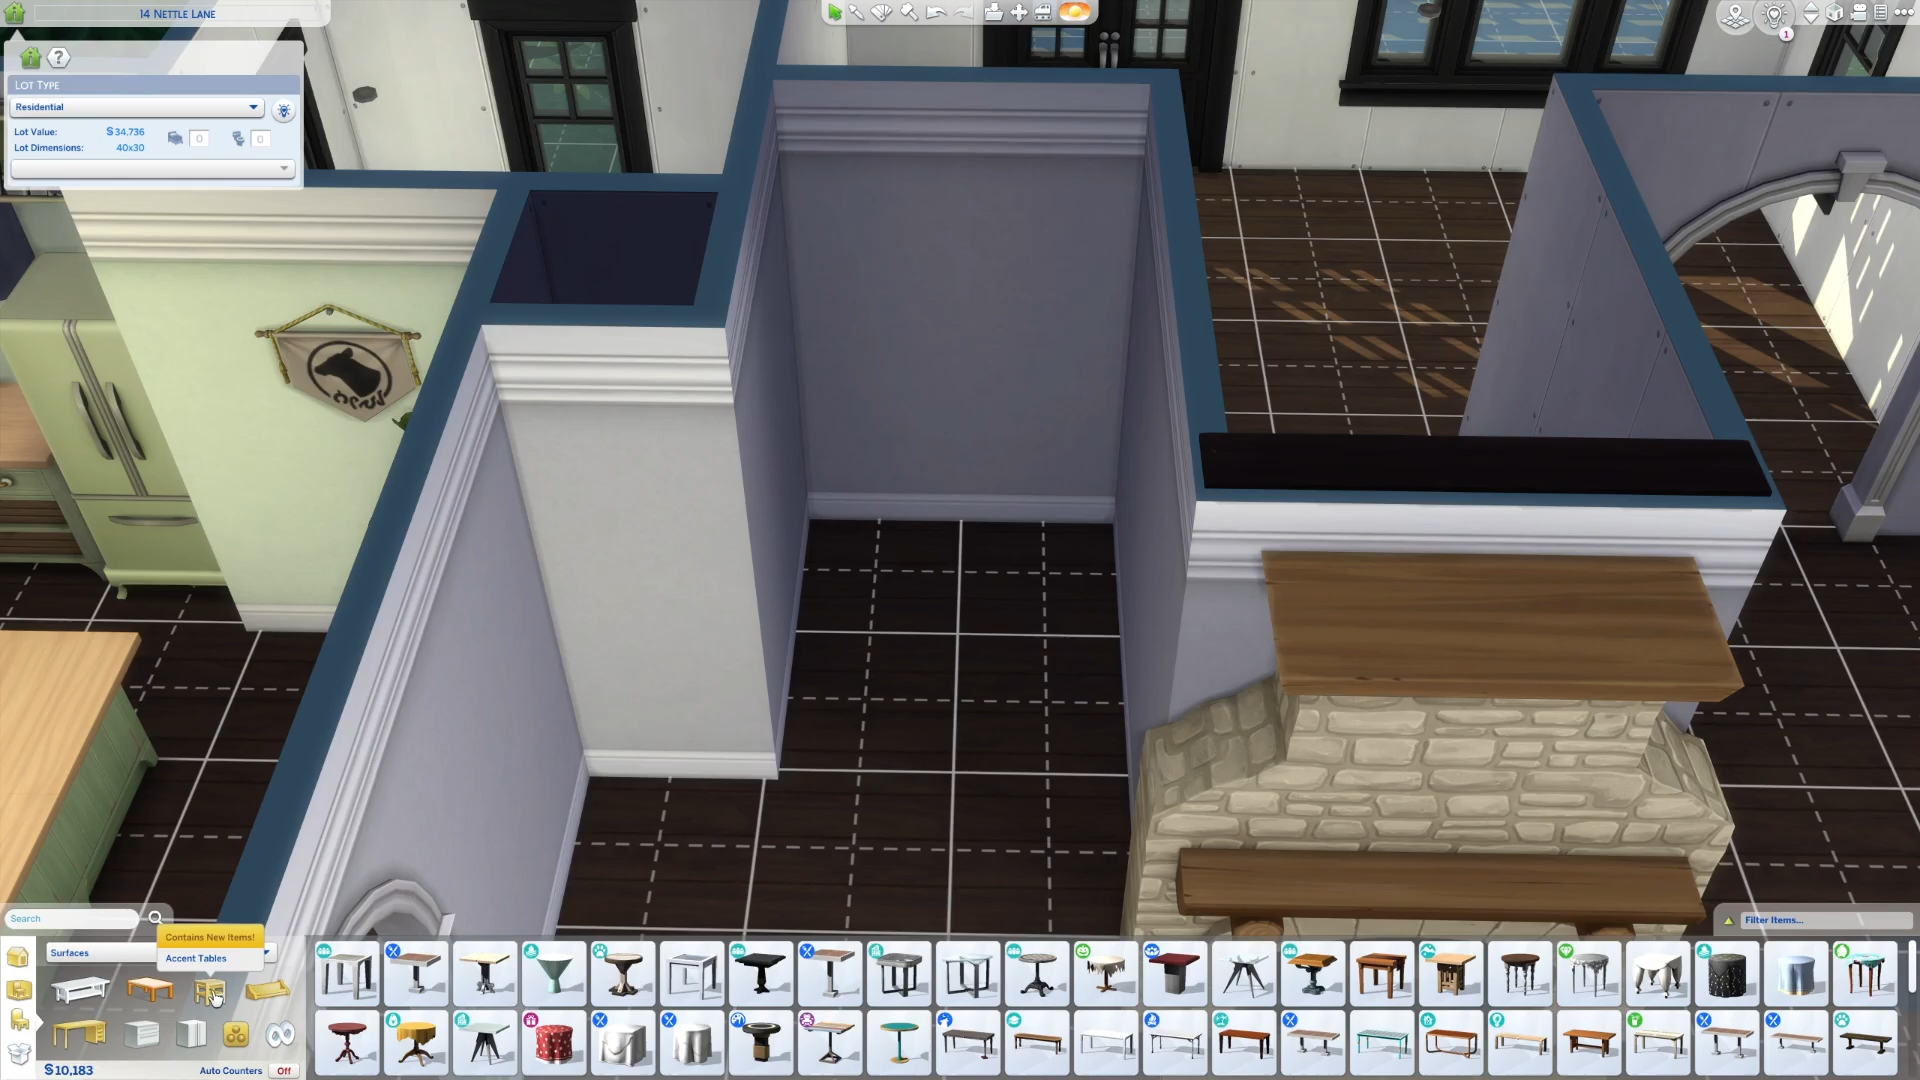 14 Nettle Lane
1
?
Lot Type
Residential
Lot Value: §34,736 0 0
Lot Dimensions: 40x30
Search
Contains New Items!
Surfaces
Accent Tables
Filter Items...
§10,183
Auto Counters Off